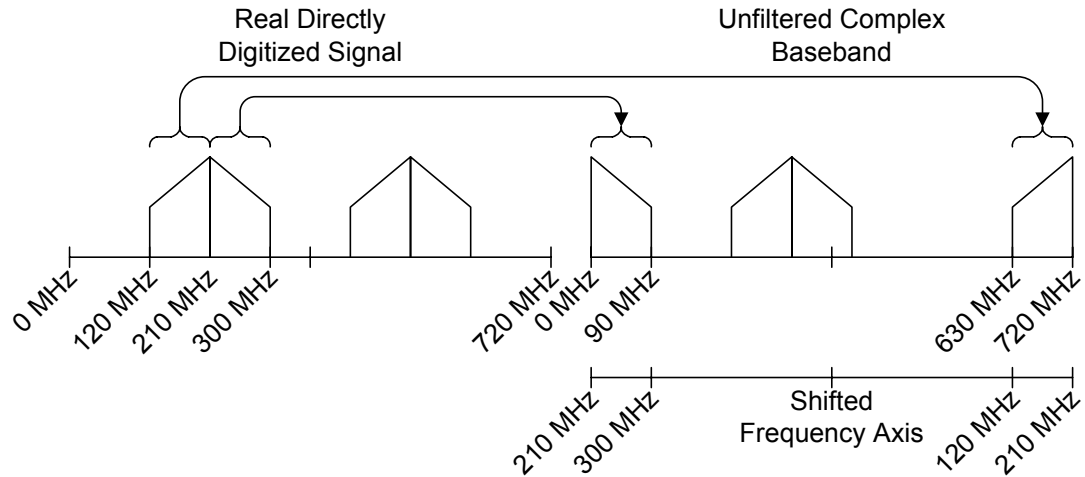 Real Directly
Digitized Signal
Unfiltered Complex
Baseband
0 MHz
120 MHz
210 MHz
300 MHz
720 MHz
0 MHz
90 MHz
630 MHz
720 MHz
210 MHz
300 MHz
Shifted
Frequency Axis
120 MHz
210 MHz